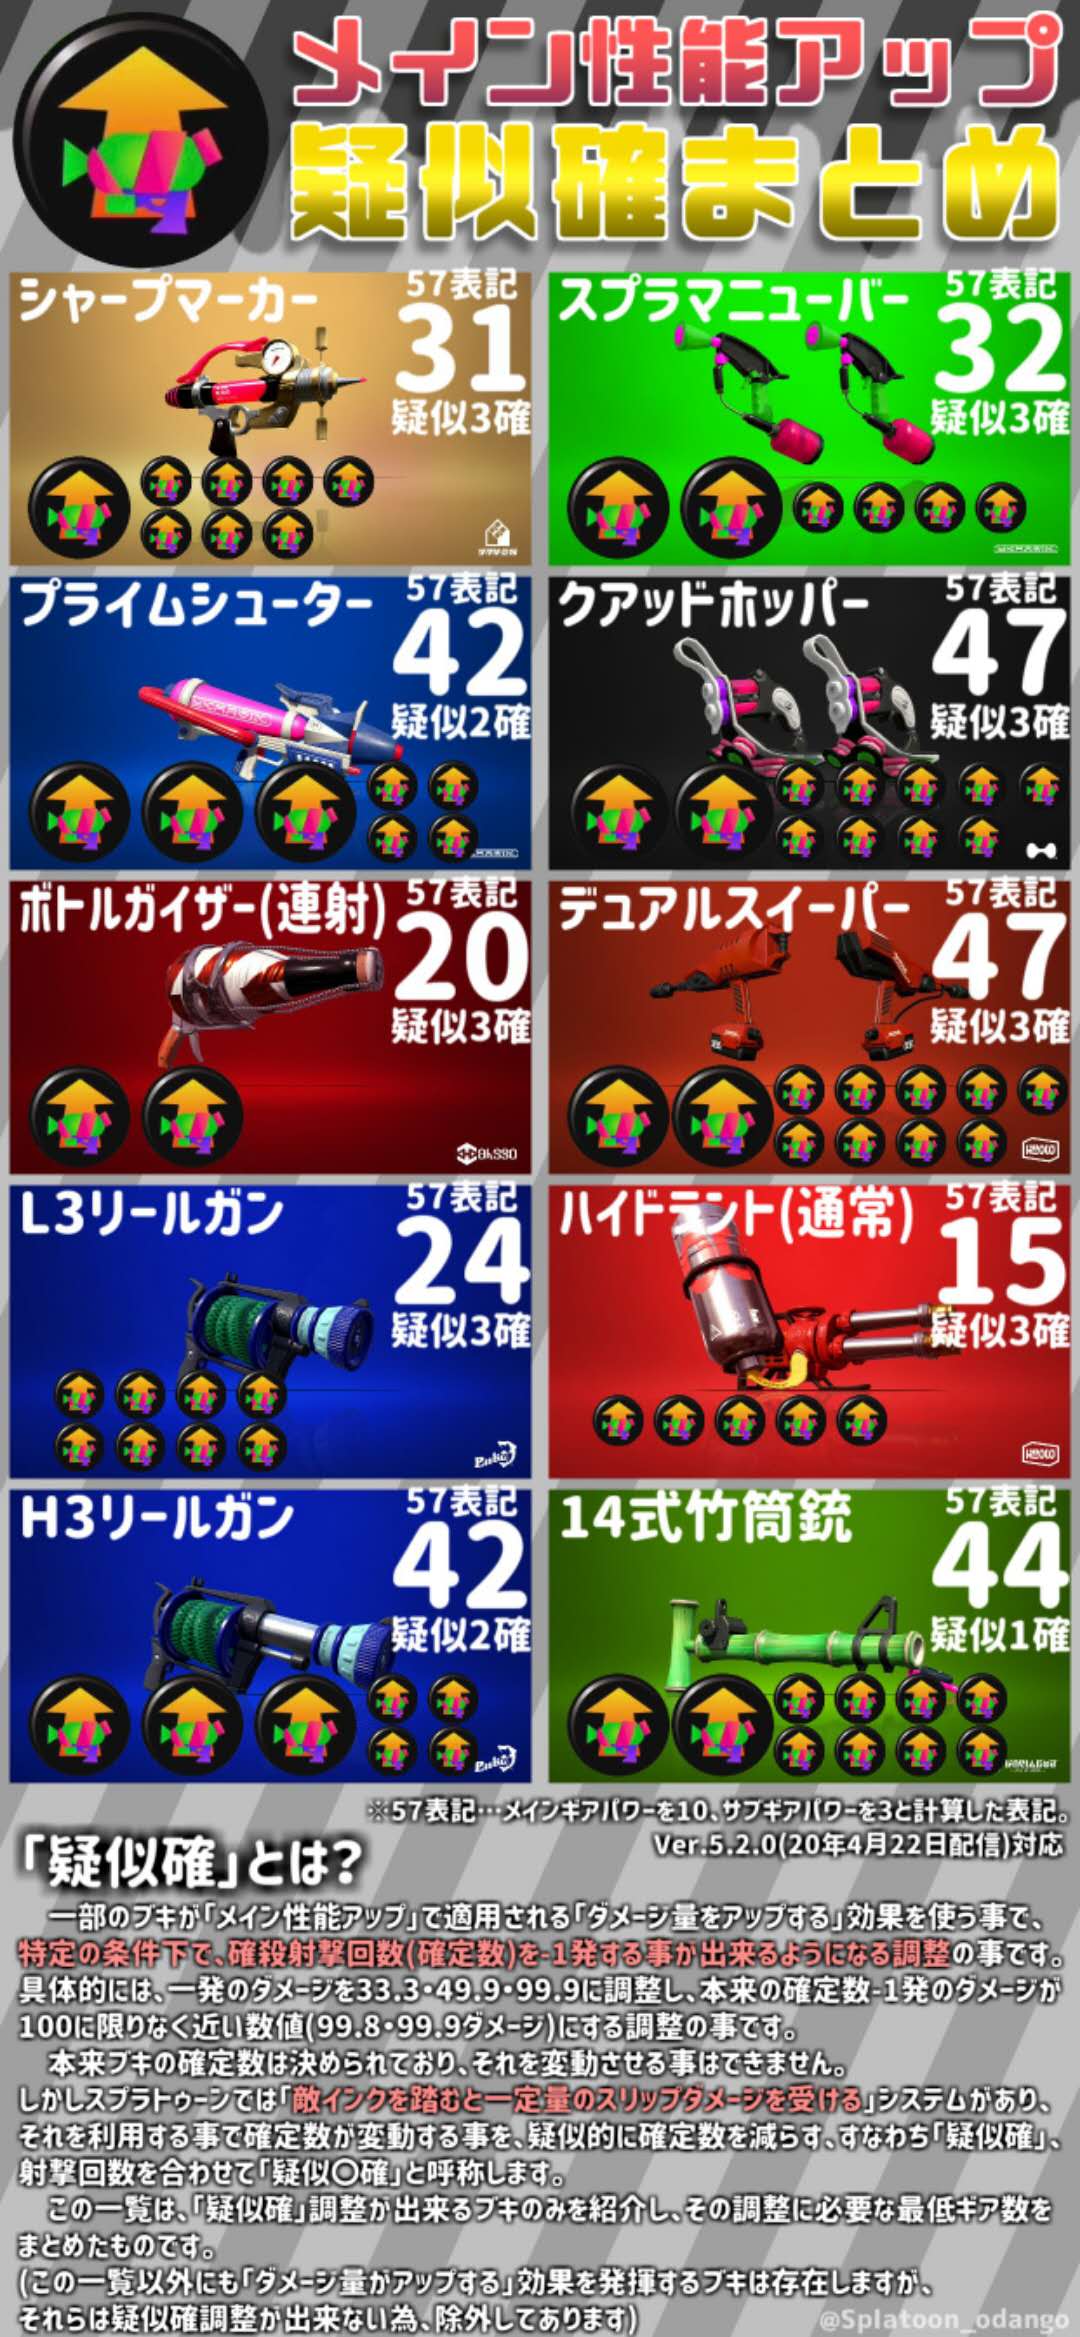 メイン性能アップ
疑似確まとめ
シャープマーカー
57表記
31
疑似3確
スプラマニューバー
57表記
32
疑似3確
プライムシューター
57表記
42
疑似2確
クアッドホッパー
57表記
47
疑似3確
ボトルガイザー(連射)
57表記
20
疑似3確
デュアルスイーパー
57表記
47
疑似3確
L3リールガン
57表記
24
疑似3確
ハイドラント(通常)
57表記
15
疑似3確
H3リールガン
57表記
42
疑似2確
14式竹筒銃
57表記
44
疑似1確
※57表記…メインギアパワーを10、サブギアパワーを3と計算した表記。
Ver.5.2.0(20年4月22日配信)対応
「疑似確」とは?
一部のブキが「メイン性能アップ」で適用される「ダメージ量をアップする」効果を使う事で、
特定の条件下で、確殺射撃回数(確定数)を-1発する事が出来るようになる調整の事です。
具体的には、一発のダメージを33.3・49.9・99.9に調整し、本来の確定数-1発のダメージが
100に限りなく近い数値(99.8・99.9ダメージ)にする調整の事です。
本来ブキの確定数は決められており、それを変動させる事はできません。
しかしスプラトゥーンでは「敵インクを踏むと一定量のスリップダメージを受ける」システムがあり、
それを利用する事で確定数が変動する事を、疑似的に確定数を減らす、すなわち「疑似確」、
射撃回数を合わせて「疑似〇確」と呼称します。
この一覧は、「疑似確」調整が出来るブキのみを紹介し、その調整に必要な最低ギア数を
まとめたものです。
(この一覧以外にも「ダメージ量がアップする」効果を発揮するブキは存在しますが、
それらは疑似確調整が出来ない為、除外してあります)
@Splatoon_odango